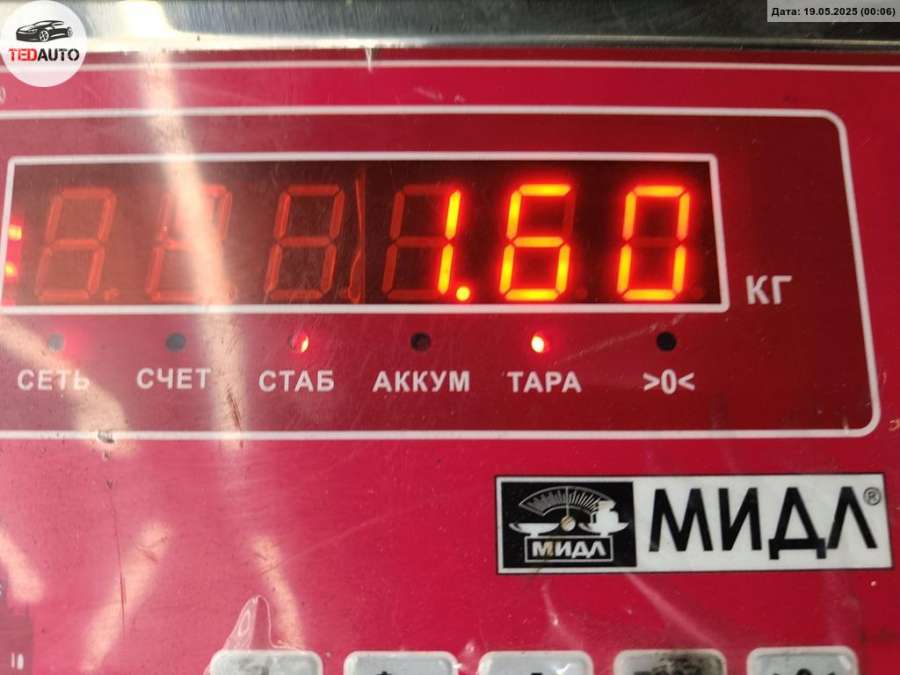 TEDAUTO
Дата: 19.05.2025 (00:06)
1.60
КГ
СЕТЬ СЧЕТ СТАБ АККУМ ТАРА >0<
МИДЛ МИДЛ®